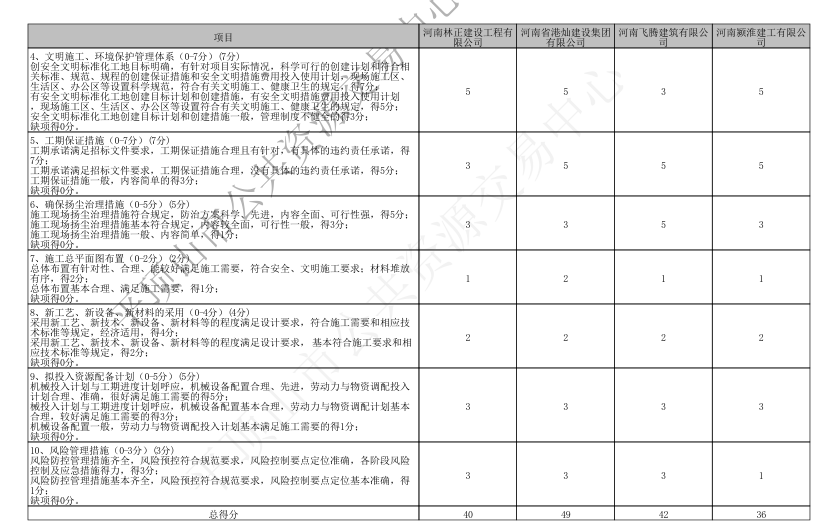 项目 河南林正建设工程有限公司 河南省港灿建设集团有限公司 河南飞腾建筑有限公司 河南颍淮建工有限公司
4、文明施工、环境保护管理体系（0-7分）(7分)
创安全文明标准化工地目标明确，有针对项目实际情况，科学可行的创建计划和符合相
关标准、规范、规程的创建保证措施和安全文明措施费用投入使用计划，现场施工区、
生活区、办公区等设置科学规范，符合有关文明施工、健康卫生的规定，得7分；
有安全文明标准化工地创建目标计划和创建措施，有安全文明措施费投入使用计划
，现场施工区、生活区、办公区等设置符合有关文明施工、健康卫生的规定，得5分；
安全文明标准化工地创建目标计划和创建措施一般，管理制度不健全的得3分；
缺项得0分。
5 5 3 5
5、工期保证措施（0-7分）(7分)
工期承诺满足招标文件要求，工期保证措施合理且有针对，有具体的违约责任承诺，得
7分；
工期承诺满足招标文件要求，工期保证措施合理，没有具体的违约责任承诺，得5分；
工期保证措施一般，内容简单的得3分；
缺项得0分。
3 5 5 5
6、确保扬尘治理措施（0-5分）(5分)
施工现场扬尘治理措施符合规定，防治方案科学、先进，内容全面、可行性强，得5分；
施工现场扬尘治理措施基本符合规定，内容较全面，可行性一般，得3分；
施工现场扬尘治理措施一般、内容简单，得1分；
缺项得0分。
3 3 5 3
7、施工总平面图布置（0-2分）(2分)
总体布置有针对性、合理、能较好满足施工需要，符合安全、文明施工要求；材料堆放
有序，得2分；
总体布置基本合理、满足施工需要，得1分；
缺项得0分。
1 2 1 1
8、新工艺、新设备、新材料的采用（0-4分）(4分)
采用新工艺、新技术、新设备、新材料等的程度满足设计要求，符合施工需要和相应技
术标准等规定，经济适用，得4分；
采用新工艺、新技术、新设备、新材料等的程度满足设计要求， 基本符合施工要求和相
应技术标准等规定，得2分；
缺项得0分。
2 2 2 2
9、拟投入资源配备计划（0-5分）(5分)
机械投入计划与工期进度计划呼应，机械设备配置合理、先进，劳动力与物资调配投入
计划合理、准确，很好满足施工需要的得5分；
械投入计划与工期进度计划呼应，机械设备配置基本合理，劳动力与物资调配计划基本
合理，较好满足施工需要的得3分；
机械设备配置一般，劳动力与物资调配投入计划基本满足施工需要的得1分；
缺项得0分。
3 3 3 3
10、风险管理措施（0-3分）(3分)
风险防控管理措施齐全，风险预控符合规范要求，风险控制要点定位准确，各阶段风险
控制及应急措施得力，得3分；
风险防控管理措施基本齐全，风险预控符合规范要求，风险控制要点定位基本准确，得
1分；
缺项得0分。
3 3 3 1
总得分 40 49 42 36
平顶山市公共资源交易中心
平顶山市公共资源交易中心